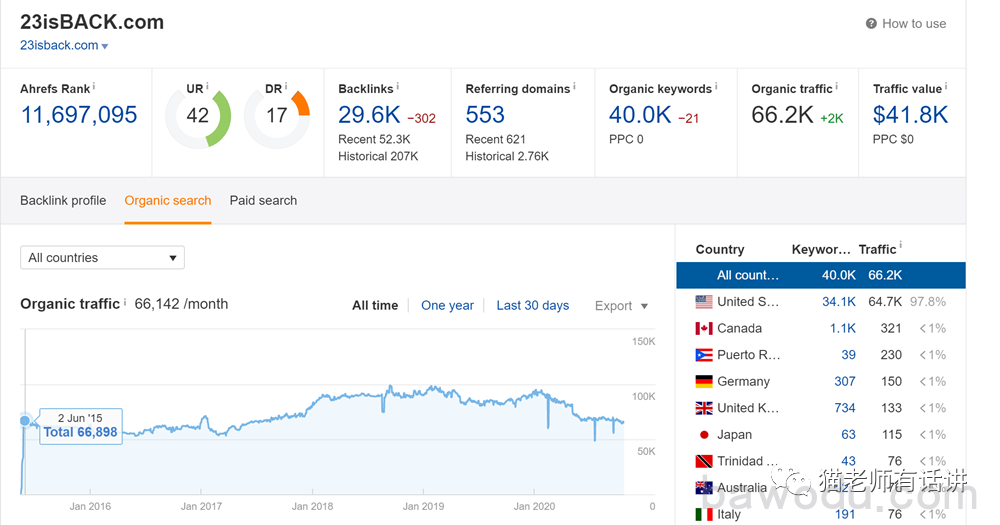 23isBACK.com
How to use
23isback.com
Ahrefs Rank i
11,697,095
UR i
42
DR i
17
Backlinks i
29.6K −302
Recent 52.3K
Historical 207K
Referring domains i
553
Recent 621
Historical 2.76K
Organic keywords i
40.0K −21
PPC 0
Organic traffic i
66.2K +2K
Traffic value i
$41.8K
PPC $0
Backlink profile Organic search Paid search
All countries
Organic traffic i 66,142 /month
All time One year Last 30 days Export
150K
100K
50K
0
2 Jun '15
Total 66,898
Jan 2016 Jan 2017 Jan 2018 Jan 2019 Jan 2020
Country Keywor... Traffic i
All count... 40.0K 66.2K
United S... 34.1K 64.7K 97.8%
Canada 1.1K 321 <1%
Puerto R... 39 230 <1%
Germany 307 150 <1%
United K... 734 133 <1%
Japan 63 115 <1%
Trinidad ... 43 76 <1%
Australia
Italy 191 76 <1%
猫老师有话讲
bawodu.com